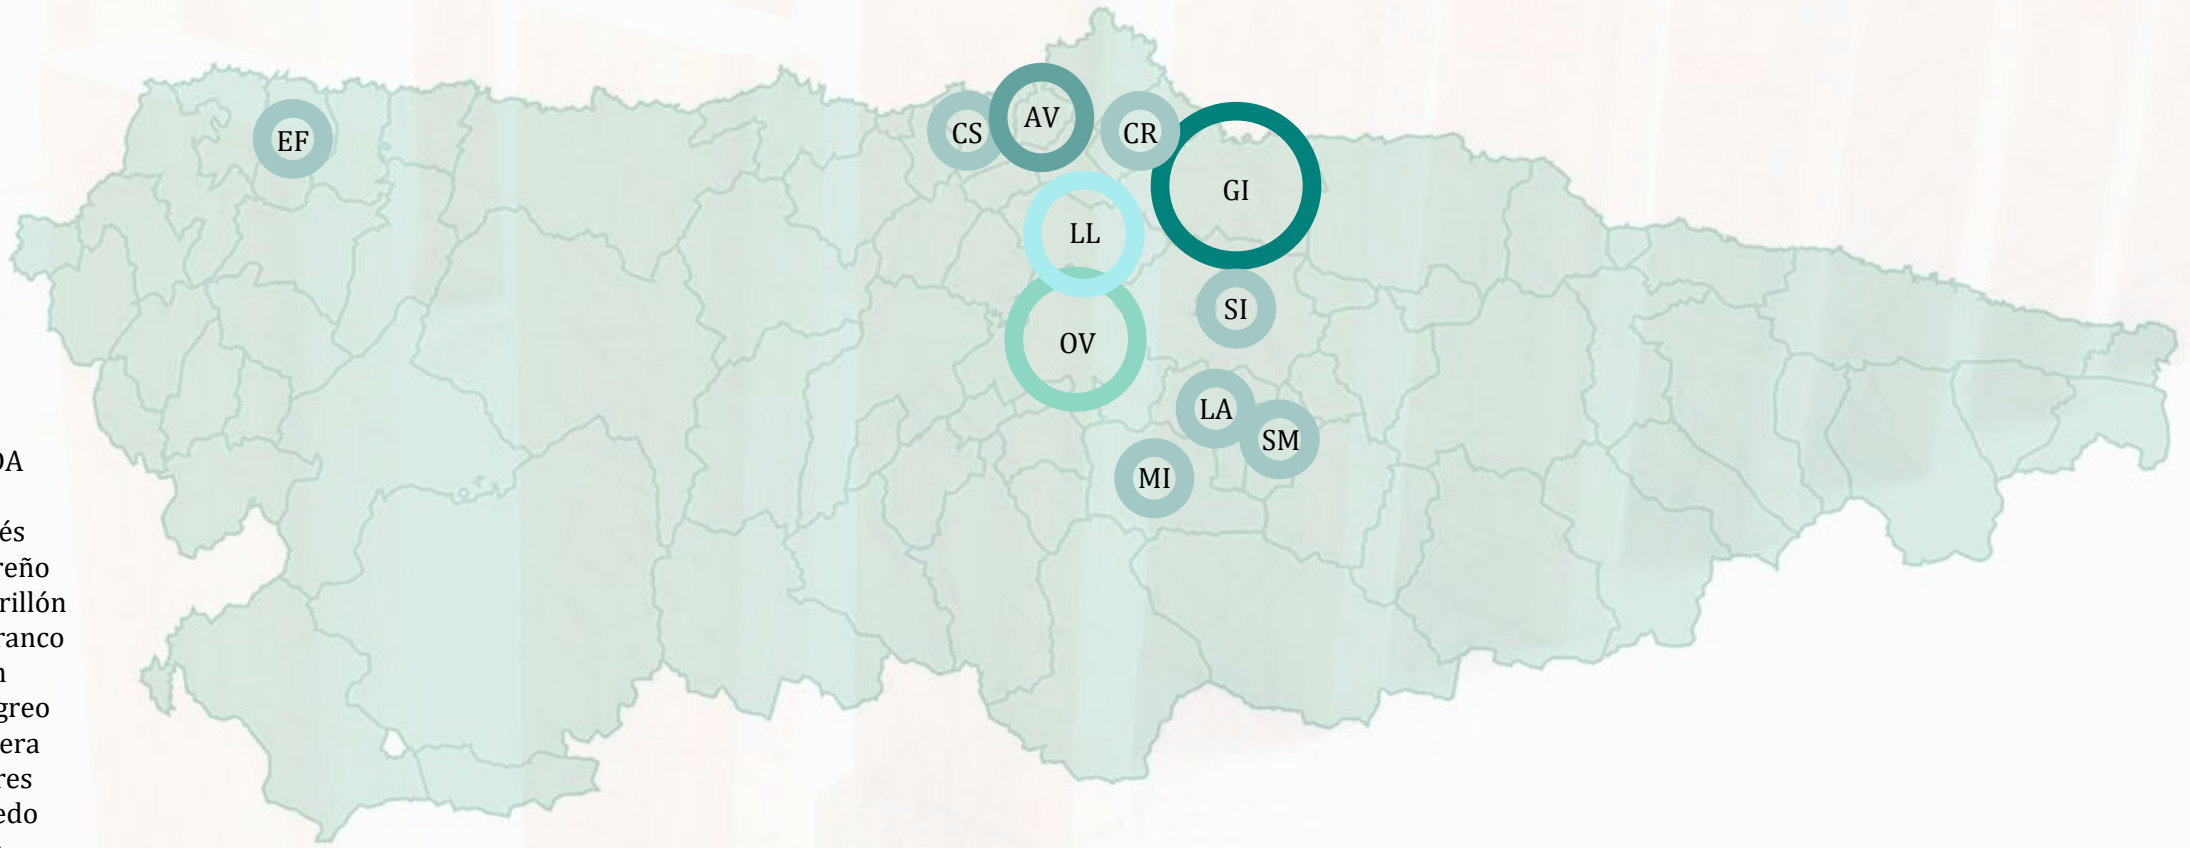 EF
CS
AV
CR
GI
LL
SI
OV
LA
SM
MI
DA
és
reño
rillón
ranco
n
greo
era
res
edo